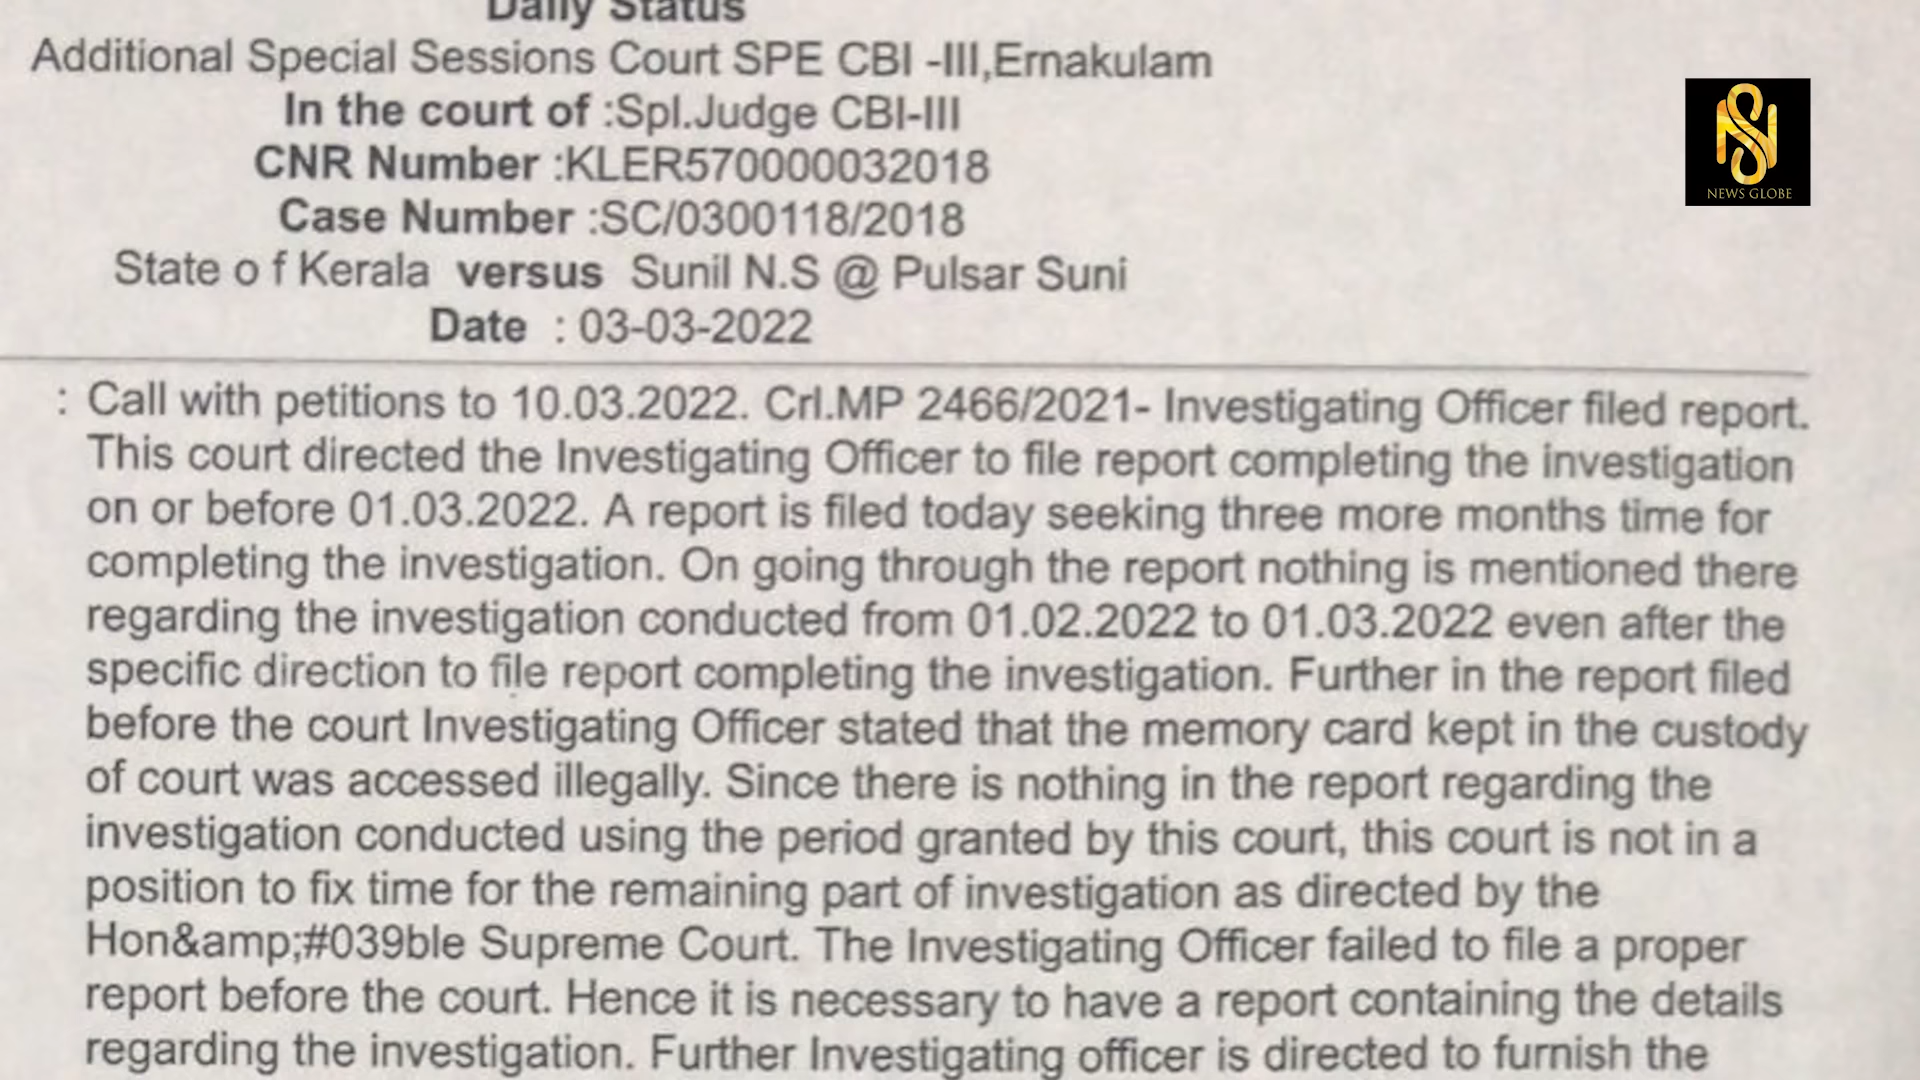 Daily Status
Additional Special Sessions Court SPE CBI -III,Ernakulam
In the court of :Spl.Judge CBI-III
CNR Number :KLER570000032018
Case Number :SC/0300118/2018
State o f Kerala versus Sunil N.S @ Pulsar Suni
Date : 03-03-2022
NEWS GLOBE
: Call with petitions to 10.03.2022. Crl.MP 2466/2021- Investigating Officer filed report.
This court directed the Investigating Officer to file report completing the investigation
on or before 01.03.2022. A report is filed today seeking three more months time for
completing the investigation. On going through the report nothing is mentioned there
regarding the investigation conducted from 01.02.2022 to 01.03.2022 even after the
specific direction to file report completing the investigation. Further in the report filed
before the court Investigating Officer stated that the memory card kept in the custody
of court was accessed illegally. Since there is nothing in the report regarding the
investigation conducted using the period granted by this court, this court is not in a
position to fix time for the remaining part of investigation as directed by the
Hon&amp;#039ble Supreme Court. The Investigating Officer failed to file a proper
report before the court. Hence it is necessary to have a report containing the details
regarding the investigation. Further Investigating officer is directed to furnish the